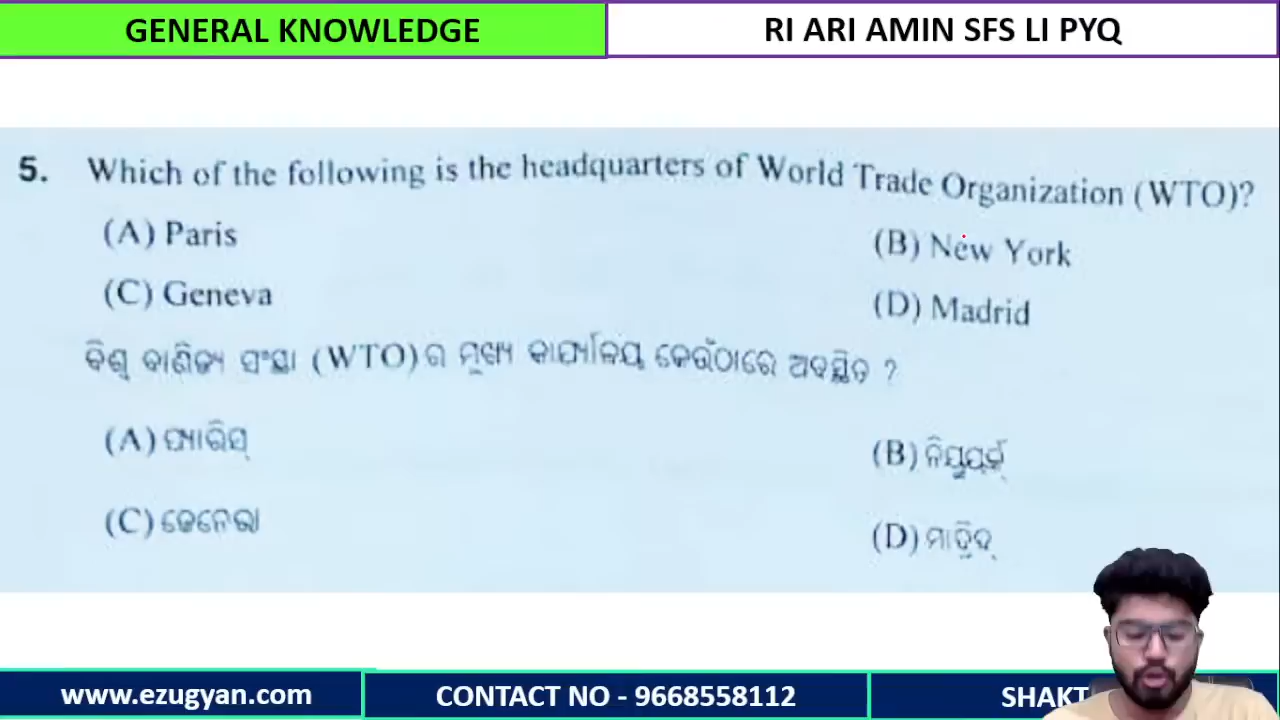 GENERAL KNOWLEDGE
RI ARI AMIN SFS LI PYQ
5. Which of the following is the headquarters of World Trade Organization (WTO)?
(A) Paris
(B) New York
(C) Geneva
(D) Madrid
ବିଶ୍ୱ ବାଣିଜ୍ୟ ସଂସ୍ଥା (WTO)ର ମୁଖ୍ୟ କାର୍ଯ୍ୟାଳୟ କେଉଁଠାରେ ଅବସ୍ଥିତ ?
(A) ପ୍ୟାରିସ୍
(B) ନିୟୁୟର୍କ୍
(C) ଜେନେଭା
(D) ମାଡ୍ରିଦ୍
www.ezugyan.com
CONTACT NO - 9668558112
SHAKT